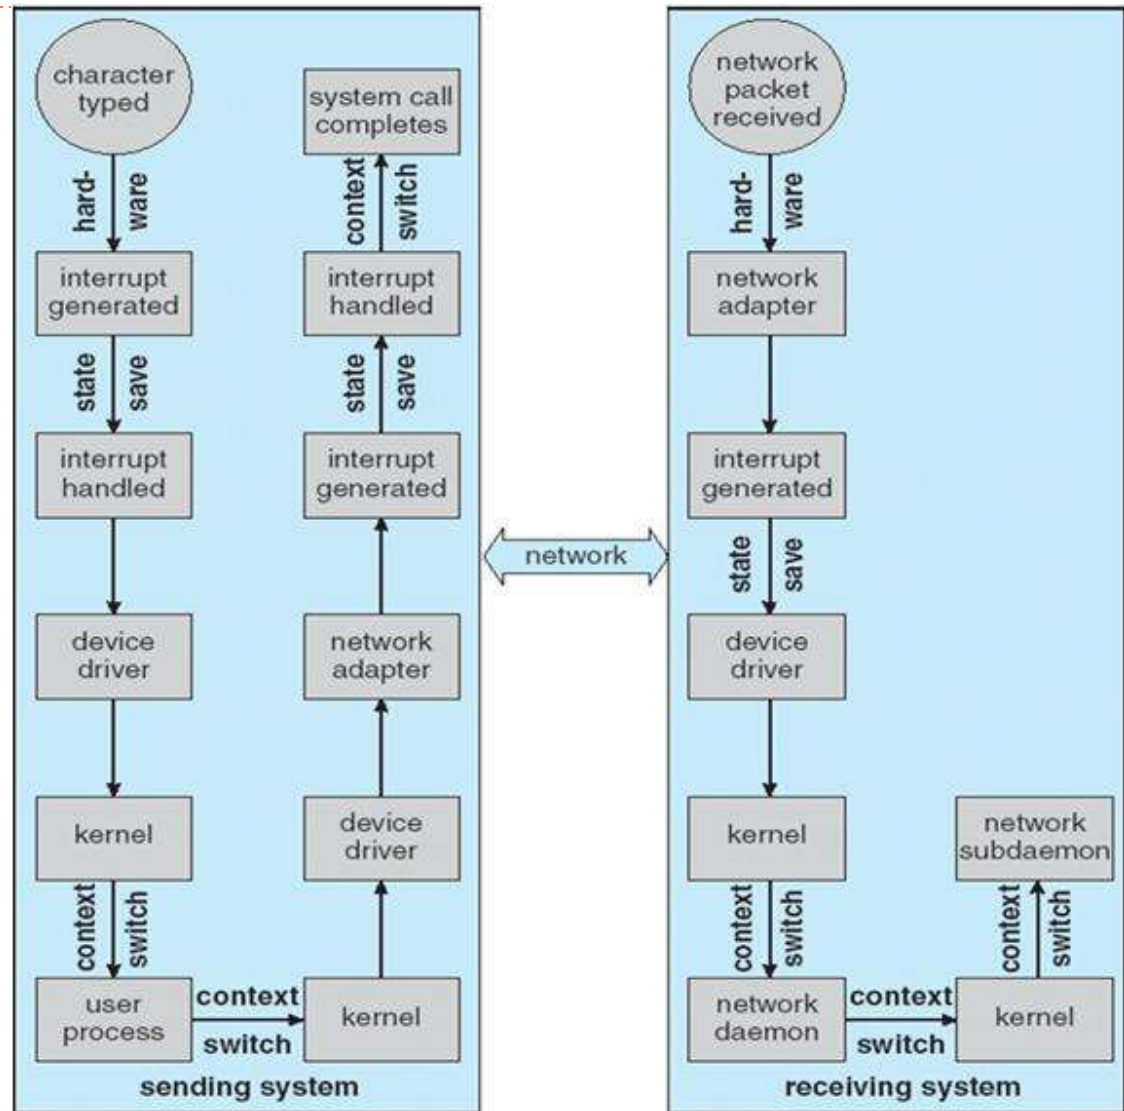 character
typed
hard-
ware
interrupt
generated
state
save
interrupt
handled
device
driver
kernel
context
switch
user
process
context
switch
kernel
device
driver
network
adapter
interrupt
generated
state
save
interrupt
handled
context
switch
system call
completes
sending system
network
network
packet
received
hard-
ware
network
adapter
interrupt
generated
state
save
device
driver
kernel
context
switch
network
daemon
context
switch
kernel
context
switch
network
subdaemon
receiving system